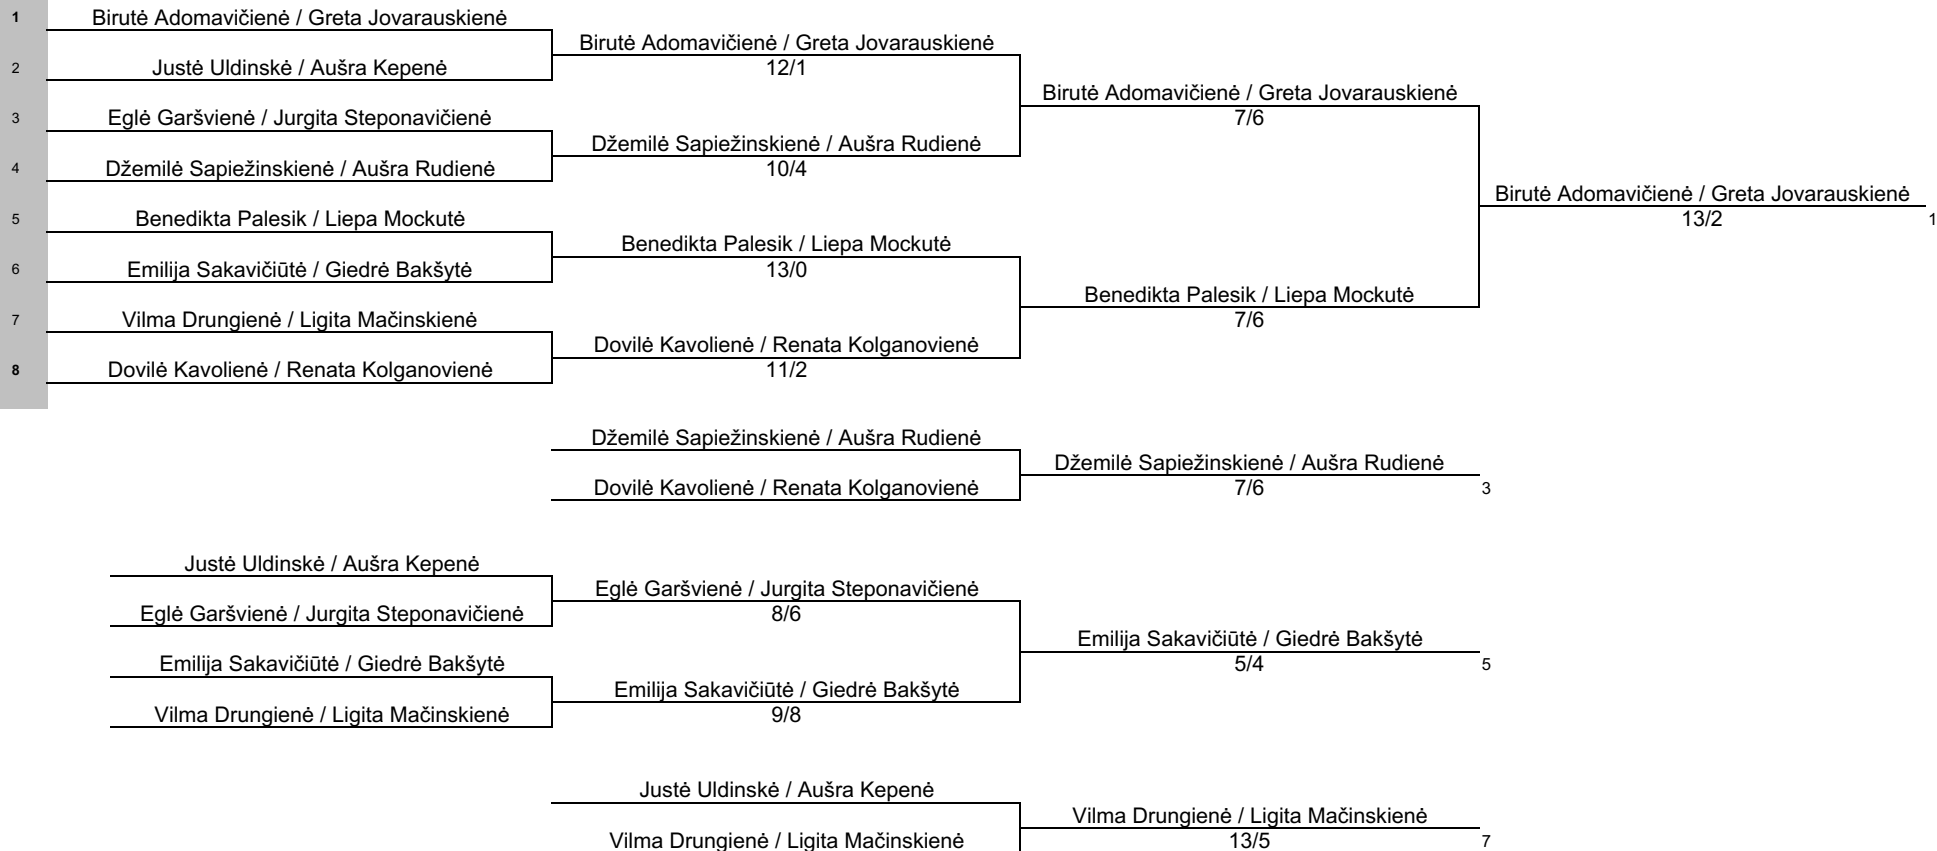 1 Birutė Adomavičienė / Greta Jovarauskienė
Birutė Adomavičienė / Greta Jovarauskienė
2 Justė Uldinskė / Aušra Kepenė 12/1
Birutė Adomavičienė / Greta Jovarauskienė
3 Eglė Garšvienė / Jurgita Steponavičienė 7/6
Džemilė Sapiežinskienė / Aušra Rudienė
4 Džemilė Sapiežinskienė / Aušra Rudienė 10/4
Birutė Adomavičienė / Greta Jovarauskienė
5 Benedikta Palesik / Liepa Mockutė 13/2 1
Benedikta Palesik / Liepa Mockutė
6 Emilija Sakavičiūtė / Giedrė Bakšytė 13/0
Benedikta Palesik / Liepa Mockutė
7 Vilma Drungienė / Ligita Mačinskienė 7/6
Dovilė Kavolienė / Renata Kolganovienė
8 Dovilė Kavolienė / Renata Kolganovienė 11/2
Džemilė Sapiežinskienė / Aušra Rudienė
Džemilė Sapiežinskienė / Aušra Rudienė
Dovilė Kavolienė / Renata Kolganovienė 7/6 3
Justė Uldinskė / Aušra Kepenė
Eglė Garšvienė / Jurgita Steponavičienė
Eglė Garšvienė / Jurgita Steponavičienė 8/6
Emilija Sakavičiūtė / Giedrė Bakšytė
Emilija Sakavičiūtė / Giedrė Bakšytė 5/4 5
Emilija Sakavičiūtė / Giedrė Bakšytė
Vilma Drungienė / Ligita Mačinskienė 9/8
Justė Uldinskė / Aušra Kepenė
Vilma Drungienė / Ligita Mačinskienė
Vilma Drungienė / Ligita Mačinskienė 13/5 7